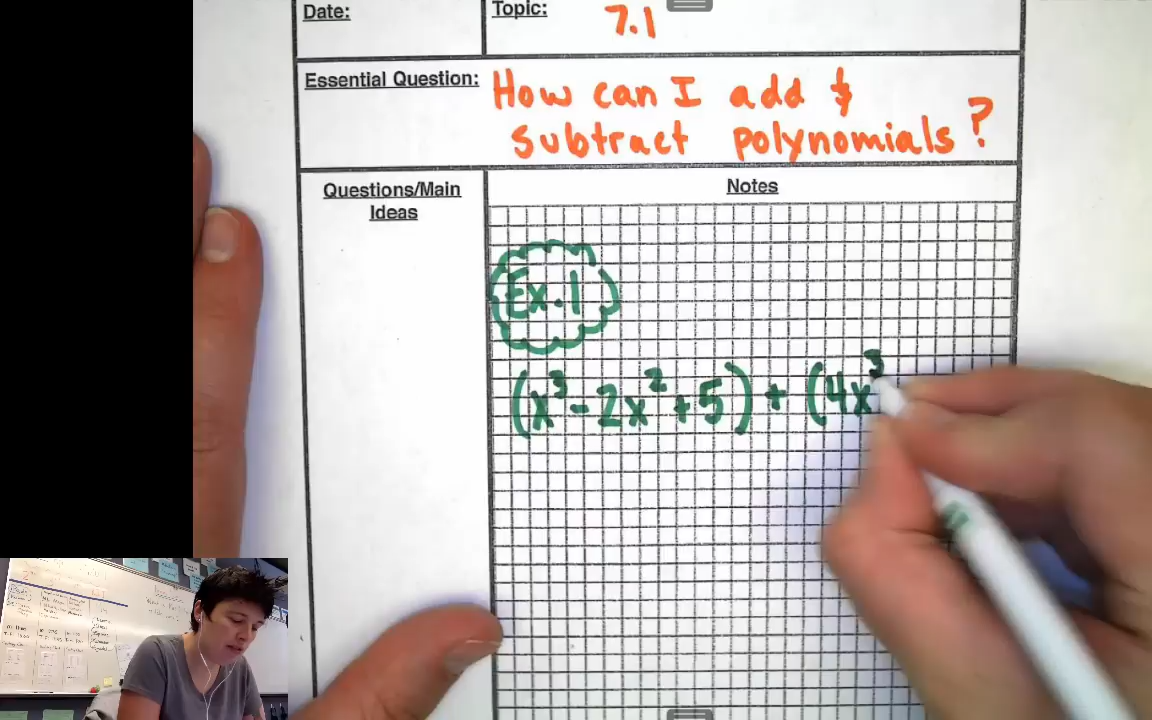 Date:
Topic:
7.1
Essential Question:
How can I add &
subtract polynomials?
Questions/Main
Ideas
Notes
Ex.1
(x³-2x²+5) + (4x³